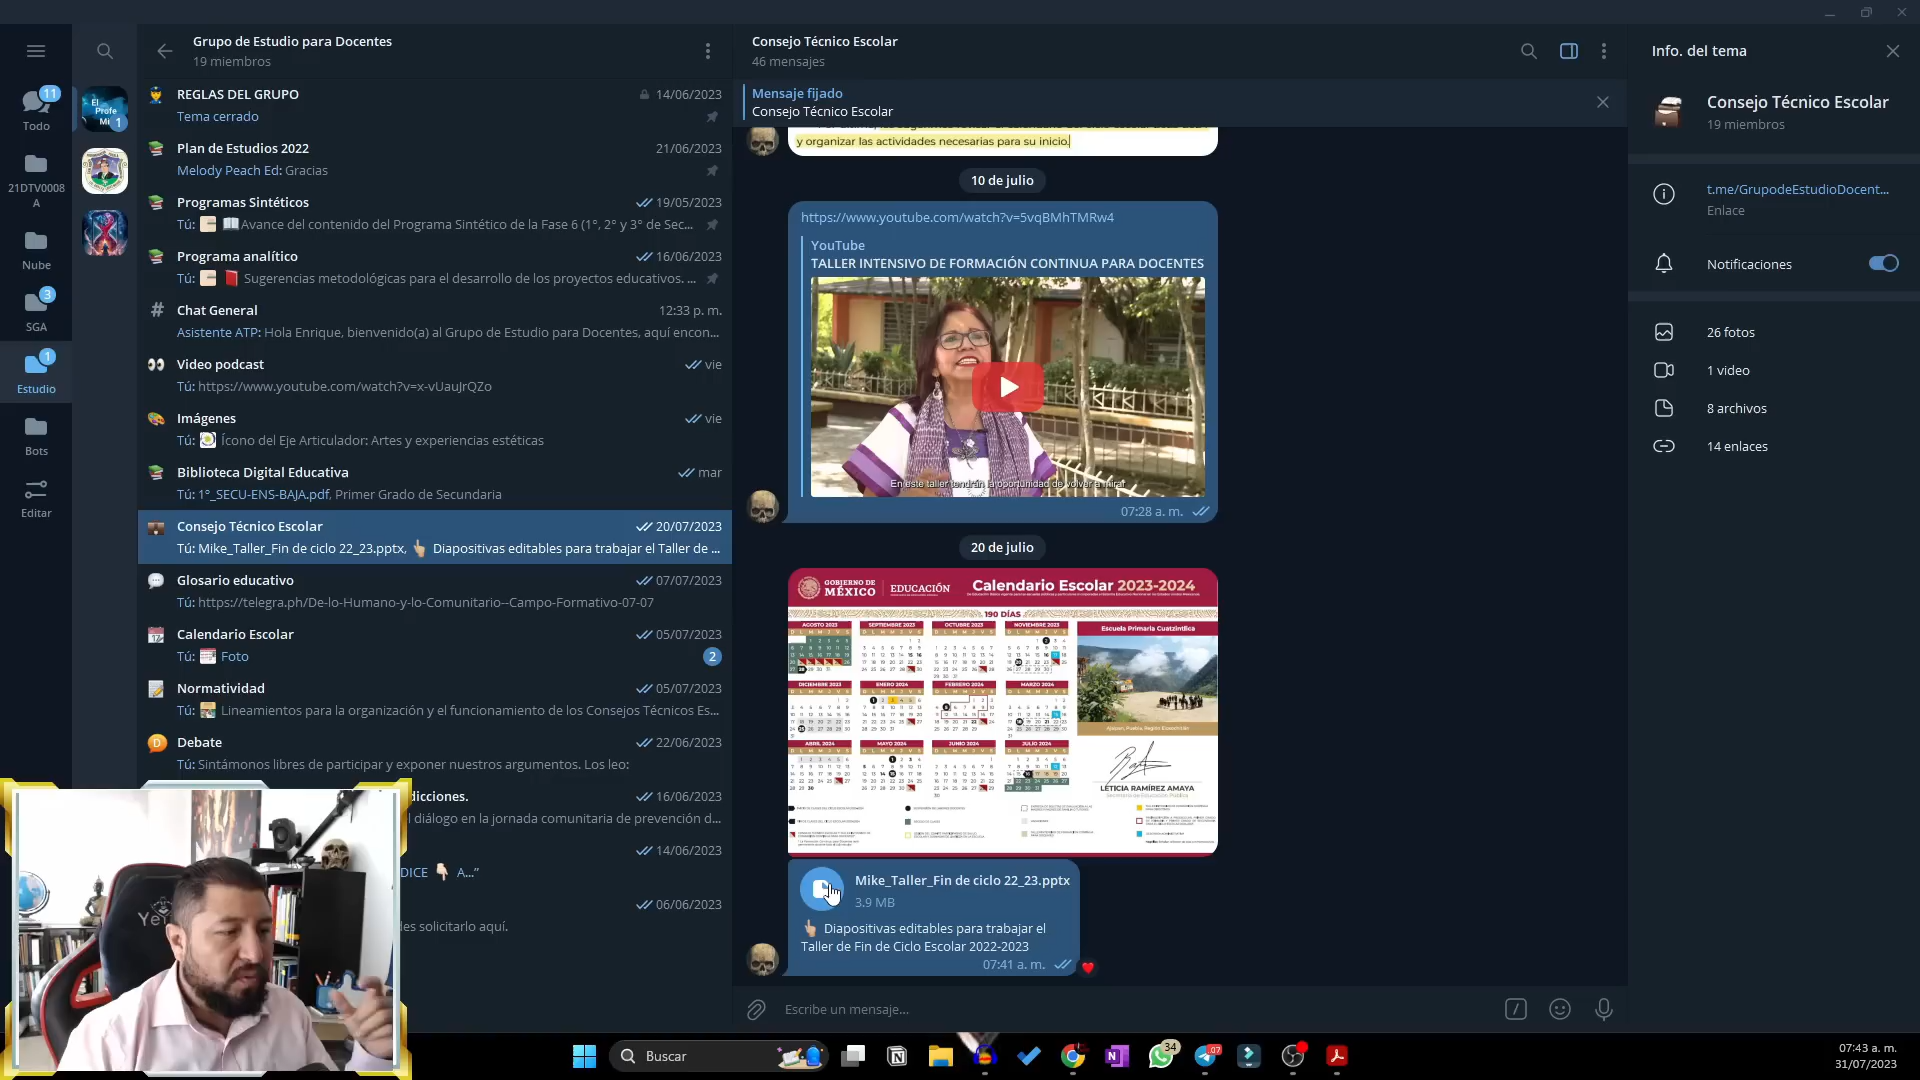 Todo
11
21DTV0008
A
Nube
SGA
3
Estudio
1
Bots
Editar
El
Profe
1
Grupo de Estudio para Docentes
19 miembros
REGLAS DEL GRUPO
14/06/2023
Tema cerrado
Plan de Estudios 2022
21/06/2023
Melody Peach Ed: Gracias
Programas Sintéticos
19/05/2023
Tú: Avance del contenido del Programa Sintético de la Fase 6 (1°, 2° y 3° de Sec...
Programa analítico
16/06/2023
Tú: Sugerencias metodológicas para el desarrollo de los proyectos educativos. ...
# Chat General
12:33 p. m.
Asistente ATP: Hola Enrique, bienvenido(a) al Grupo de Estudio para Docentes, aquí encon...
Video podcast
vie
Tú: https://www.youtube.com/watch?v=x-vUauJrQZo
Imágenes
vie
Tú: Ícono del Eje Articulador: Artes y experiencias estéticas
Biblioteca Digital Educativa
mar
Tú: 1°_SECU-ENS-BAJA.pdf, Primer Grado de Secundaria
Consejo Técnico Escolar
20/07/2023
Tú: Mike_Taller_Fin de ciclo 22_23.pptx, 👆 Diapositivas editables para trabajar el Taller de ...
Glosario educativo
07/07/2023
Tú: https://telegra.ph/De-lo-Humano-y-lo-Comunitario--Campo-Formativo-07-07
Calendario Escolar
05/07/2023
Tú: Foto
2
Normatividad
05/07/2023
Tú: Lineamientos para la organización y el funcionamiento de los Consejos Técnicos Es...
D
Debate
22/06/2023
Tú: Sintámonos libres de participar y exponer nuestros argumentos. Los leo:
dicciones.
16/06/2023
l diálogo en la jornada comunitaria de prevención d...
14/06/2023
DICE 👇 A..."
06/06/2023
les solicitarlo aquí.
Consejo Técnico Escolar
46 mensajes
Mensaje fijado
Consejo Técnico Escolar
y organizar las actividades necesarias para su inicio.
10 de julio
https://www.youtube.com/watch?v=5vqBMhTMRw4
YouTube
TALLER INTENSIVO DE FORMACIÓN CONTINUA PARA DOCENTES
En este taller tendrán la oportunidad de volver a mirar
07:28 a. m.
20 de julio
GOBIERNO DE
MÉXICO
EDUCACIÓN
Calendario Escolar 2023-2024
190 DÍAS
AGOSTO 2023
SEPTIEMBRE 2023
OCTUBRE 2023
NOVIEMBRE 2023
Escuela Primaria Cuatzintlica
DICIEMBRE 2023
ENERO 2024
FEBRERO 2024
MARZO 2024
ABRIL 2024
MAYO 2024
JUNIO 2024
JULIO 2024
LETICIA RAMÍREZ AMAYA
Mike_Taller_Fin de ciclo 22_23.pptx
3.9 MB
👆 Diapositivas editables para trabajar el
Taller de Fin de Ciclo Escolar 2022-2023
07:41 a. m.
Escribe un mensaje...
Info. del tema
Consejo Técnico Escolar
19 miembros
t.me/GrupodeEstudioDocent...
Enlace
Notificaciones
26 fotos
1 video
8 archivos
14 enlaces
Buscar
34
07:43 a. m.
31/07/2023